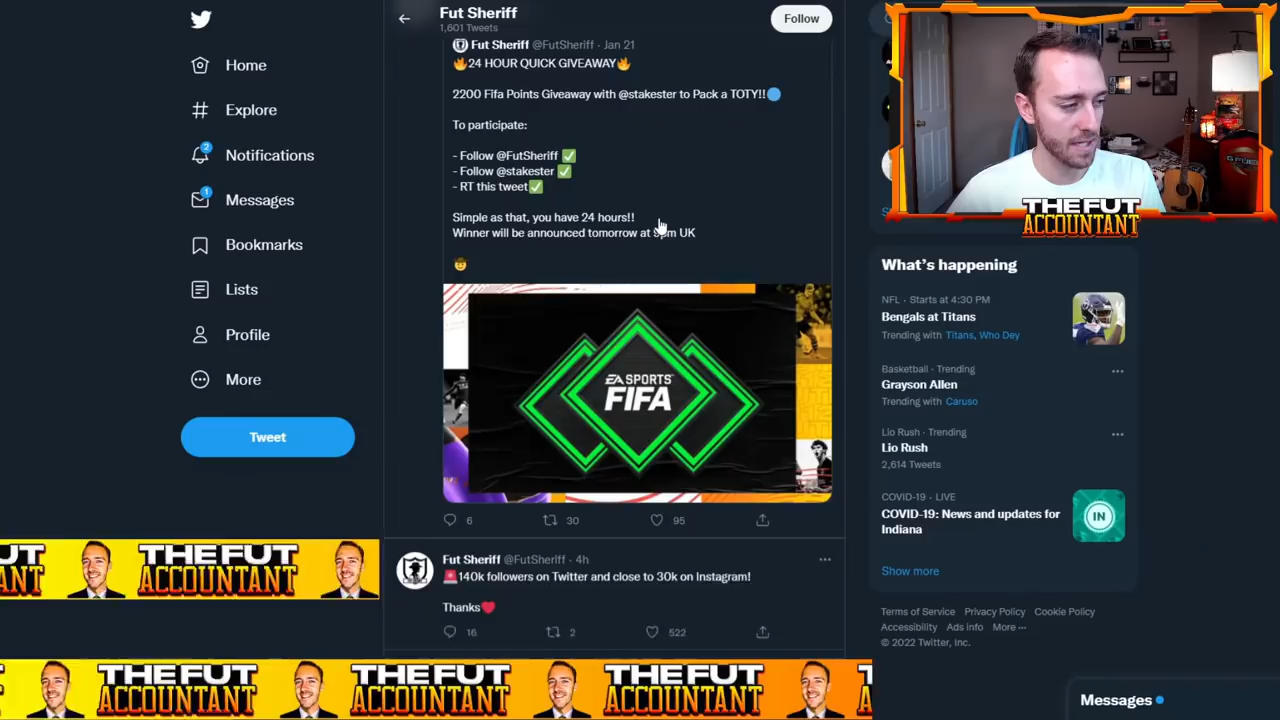 Home
Explore
2
Notifications
1
Messages
Bookmarks
Lists
Profile
More
Tweet
Fut Sheriff
1,601 Tweets
Follow
Fut Sheriff @FutSheriff · Jan 21
🔥24 HOUR QUICK GIVEAWAY🔥
2200 Fifa Points Giveaway with @stakester to Pack a TOTY!!🔵
To participate:
- Follow @FutSheriff ✅
- Follow @stakester ✅
- RT this tweet✅
Simple as that, you have 24 hours!!
Winner will be announced tomorrow at UK
🤠
EA SPORTS™
FIFA
6
30
95
Fut Sheriff @FutSheriff · 4h
🚨140k followers on Twitter and close to 30k on Instagram!
Thanks❤️
16
2
522
THE FUT
ACCOUNTANT
What's happening
NFL · Starts at 4:30 PM
Bengals at Titans
Trending with Titans, Who Dey
Basketball · Trending
Grayson Allen
Trending with Caruso
Lio Rush · Trending
Lio Rush
2,614 Tweets
COVID-19 · LIVE
COVID-19: News and updates for
Indiana
IN
Show more
Terms of Service Privacy Policy Cookie Policy
Accessibility Ads info More ···
© 2022 Twitter, Inc.
Messages
UT
UNTANT
THE FUT
ACCOUNTANT
THE FUT
ACCOUNTANT
THE FUT
ACCOUNTANT
THE FUT
ACCOUNTANT